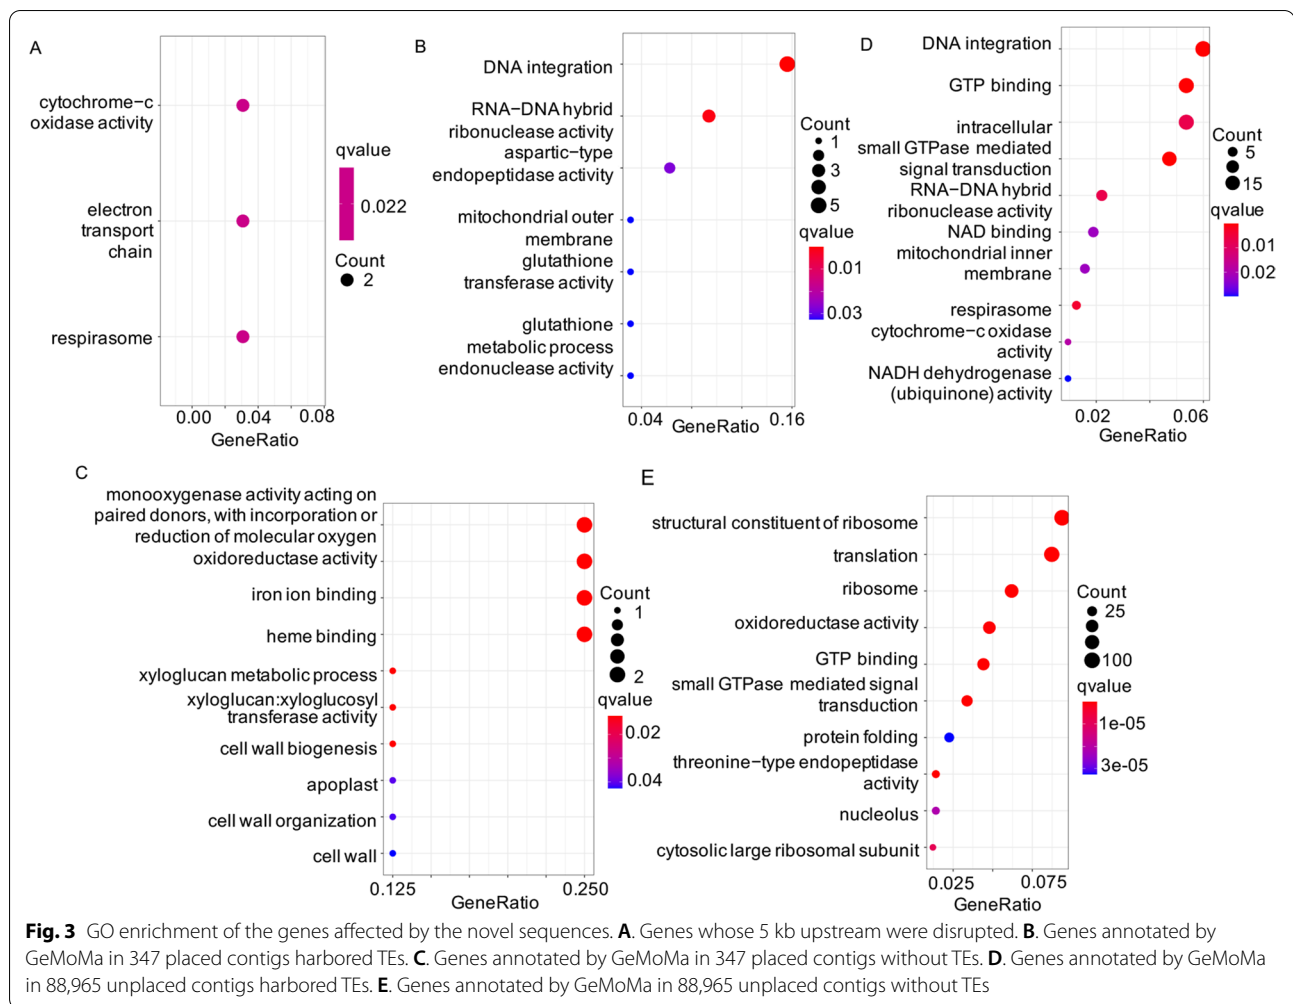 A
cytochrome-c
oxidase activity
electron
transport
chain
respirasome
0.00 0.04 0.08
GeneRatio
qvalue
0.022
Count
2
B
DNA integration
RNA-DNA hybrid
ribonuclease activity
aspartic-type
endopeptidase activity
mitochondrial outer
membrane
glutathione
transferase activity
glutathione
metabolic process
endonuclease activity
0.04 0.16
GeneRatio
Count
1
3
5
qvalue
0.01
0.03
D
DNA integration
GTP binding
intracellular
small GTPase mediated
signal transduction
RNA-DNA hybrid
ribonuclease activity
NAD binding
mitochondrial inner
membrane
respirasome
cytochrome-c oxidase
activity
NADH dehydrogenase
(ubiquinone) activity
0.02 0.06
GeneRatio
Count
5
15
qvalue
0.01
0.02
C
monooxygenase activity acting on
paired donors, with incorporation or
reduction of molecular oxygen
oxidoreductase activity
iron ion binding
heme binding
xyloglucan metabolic process
xyloglucan:xyloglucosyl
transferase activity
cell wall biogenesis
apoplast
cell wall organization
cell wall
0.125 0.250
GeneRatio
Count
1
2
qvalue
0.02
0.04
E
structural constituent of ribosome
translation
ribosome
oxidoreductase activity
GTP binding
small GTPase mediated signal
transduction
protein folding
threonine-type endopeptidase
activity
nucleolus
cytosolic large ribosomal subunit
0.025 0.075
GeneRatio
Count
25
100
qvalue
1e-05
3e-05
Fig. 3 GO enrichment of the genes affected by the novel sequences. A. Genes whose 5 kb upstream were disrupted. B. Genes annotated by
GeMoMa in 347 placed contigs harbored TEs. C. Genes annotated by GeMoMa in 347 placed contigs without TEs. D. Genes annotated by GeMoMa
in 88,965 unplaced contigs harbored TEs. E. Genes annotated by GeMoMa in 88,965 unplaced contigs without TEs